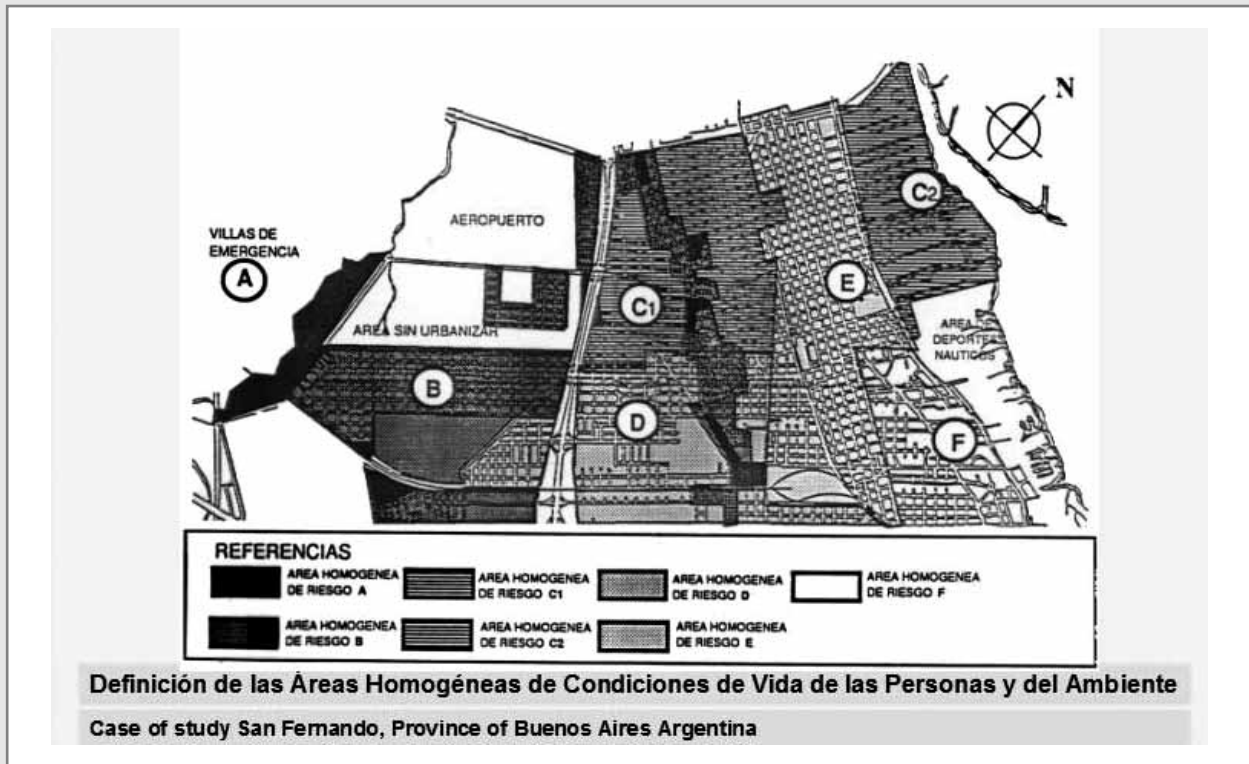 N
AEROPUERTO
VILLAS DE
EMERGENCIA
A
C2
E
C1
AREA SIN URBANIZAR
AREA
DEPORTES
NAUTICOS
B
D
F
REFERENCIAS
AREA HOMOGENEA
DE RIESGO A
AREA HOMOGENEA
DE RIESGO C1
AREA HOMOGENEA
DE RIESGO D
AREA HOMOGENEA
DE RIESGO F
AREA HOMOGENEA
DE RIESGO B
AREA HOMOGENEA
DE RIESGO C2
AREA HOMOGENEA
DE RIESGO E
Definición de las Áreas Homogéneas de Condiciones de Vida de las Personas y del Ambiente
Case of study San Fernando, Province of Buenos Aires Argentina